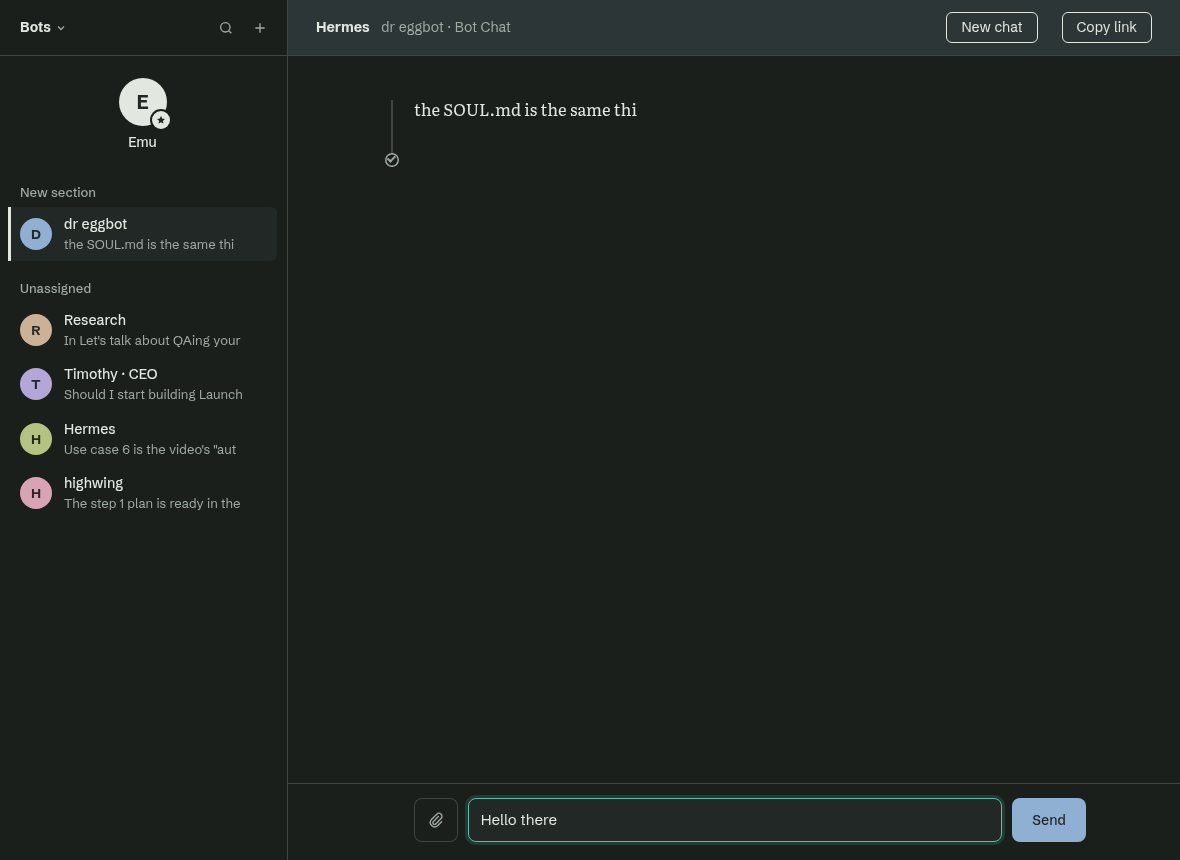 Bots
E
Emu
New section
D
dr eggbot
the SOUL.md is the same thi
Unassigned
R
Research
In Let's talk about QAing your
T
Timothy · CEO
Should I start building Launch
H
Hermes
Use case 6 is the video's "aut
H
highwing
The step 1 plan is ready in the
Hermes dr eggbot · Bot Chat
New chat
Copy link
the SOUL.md is the same thi
Hello there
Send